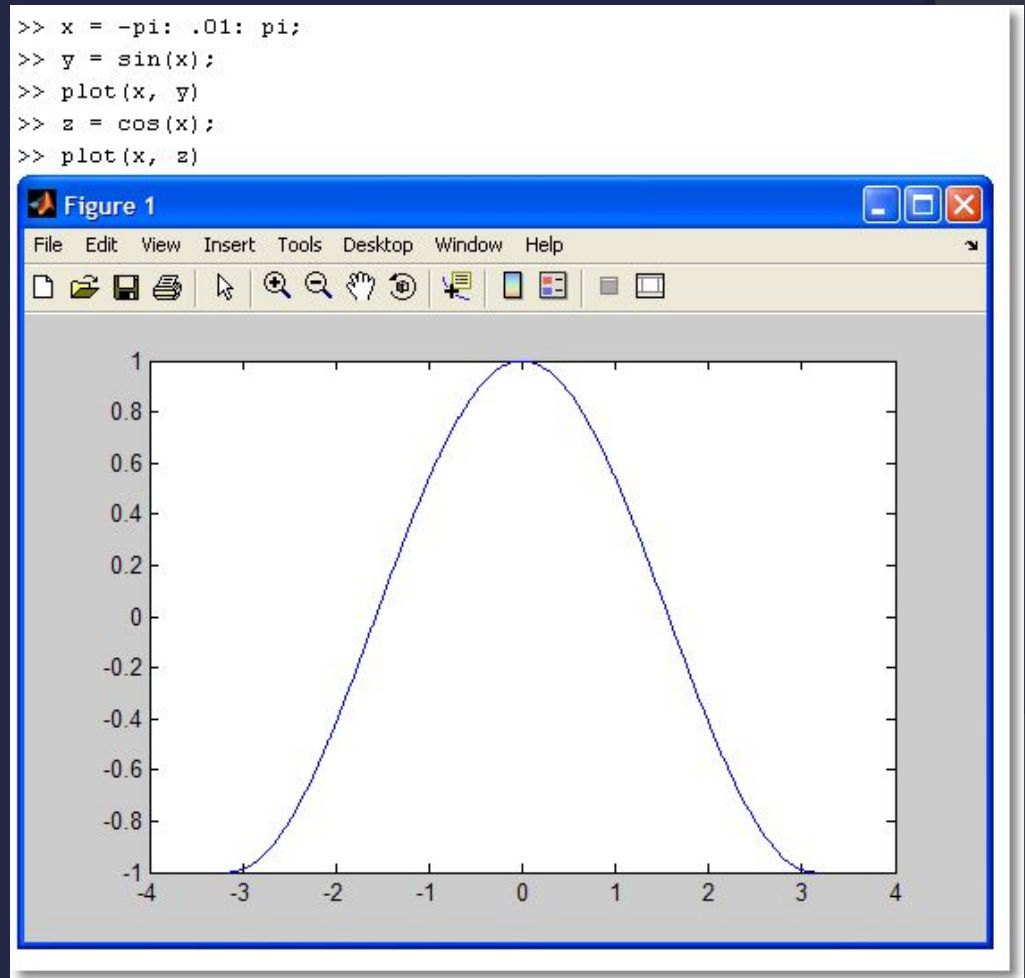 >> x = -pi: .01: pi;
>> y = sin(x);
>> plot(x, y)
>> z = cos(x);
>> plot(x, z)
Figure 1
File Edit View Insert Tools Desktop Window Help
1
0.8
0.6
0.4
0.2
0
-0.2
-0.4
-0.6
-0.8
-1
-4 -3 -2 -1 0 1 2 3 4